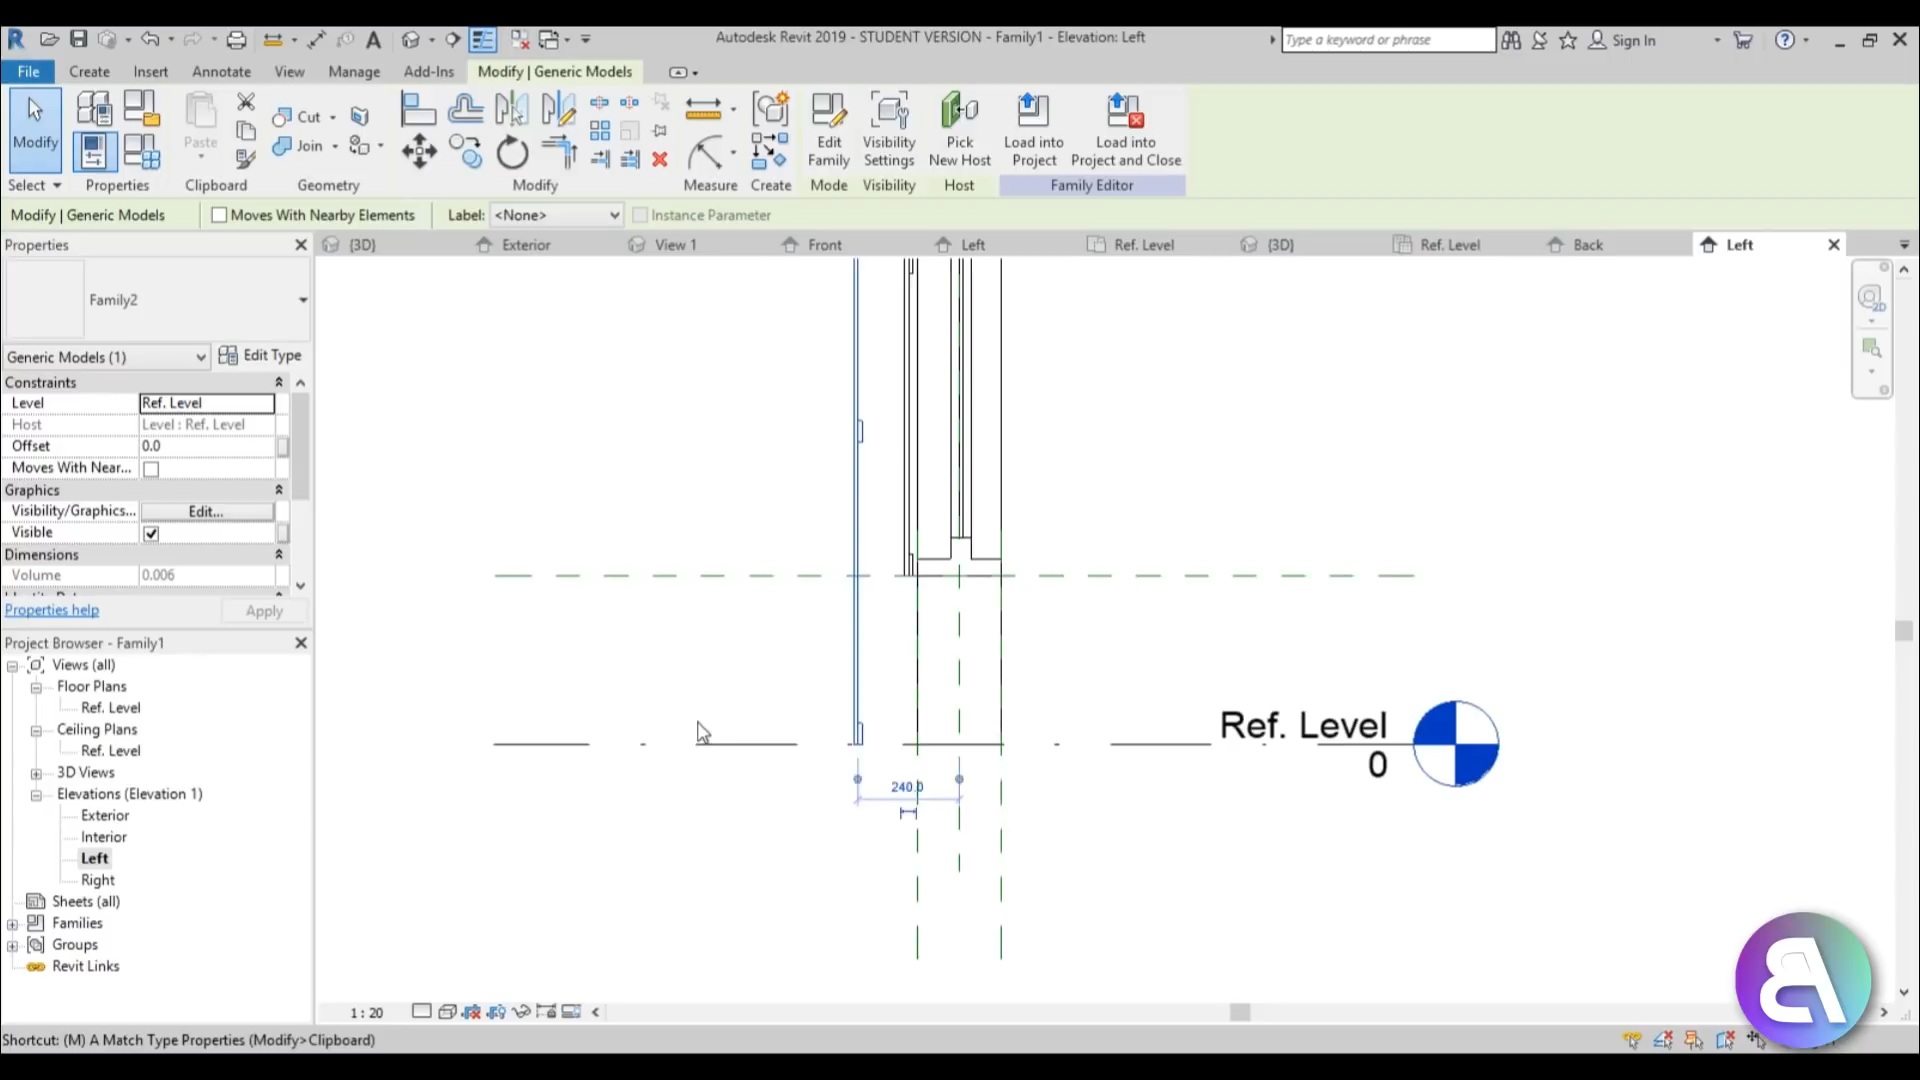 Autodesk Revit 2019 - STUDENT VERSION - Family1 - Elevation: Left
Type a keyword or phrase
Sign In
File Create Insert Annotate View Manage Add-Ins Modify | Generic Models
Modify
Paste
Cut
Join
Edit Family
Visibility Settings
Pick New Host
Load into Project
Load into Project and Close
Select Properties Clipboard Geometry Modify Measure Create Mode Visibility Host Family Editor
Modify | Generic Models Moves With Nearby Elements Label: <None> Instance Parameter
Properties
{3D} Exterior View 1 Front Left Ref. Level {3D} Ref. Level Back Left
2D
Family2
Generic Models (1) Edit Type
Constraints
Level Ref. Level
Host Level : Ref. Level
Offset 0.0
Moves With Near...
Graphics
Visibility/Graphics... Edit...
Visible
Dimensions
Volume 0.006
Properties help Apply
Project Browser - Family1
Views (all)
Floor Plans
Ref. Level
Ceiling Plans
Ref. Level
3D Views
Elevations (Elevation 1)
Exterior
Interior
Left
Right
Sheets (all)
Families
Groups
Revit Links
Ref. Level
0
240.0
1 : 20
Shortcut: (M) A Match Type Properties (Modify>Clipboard)